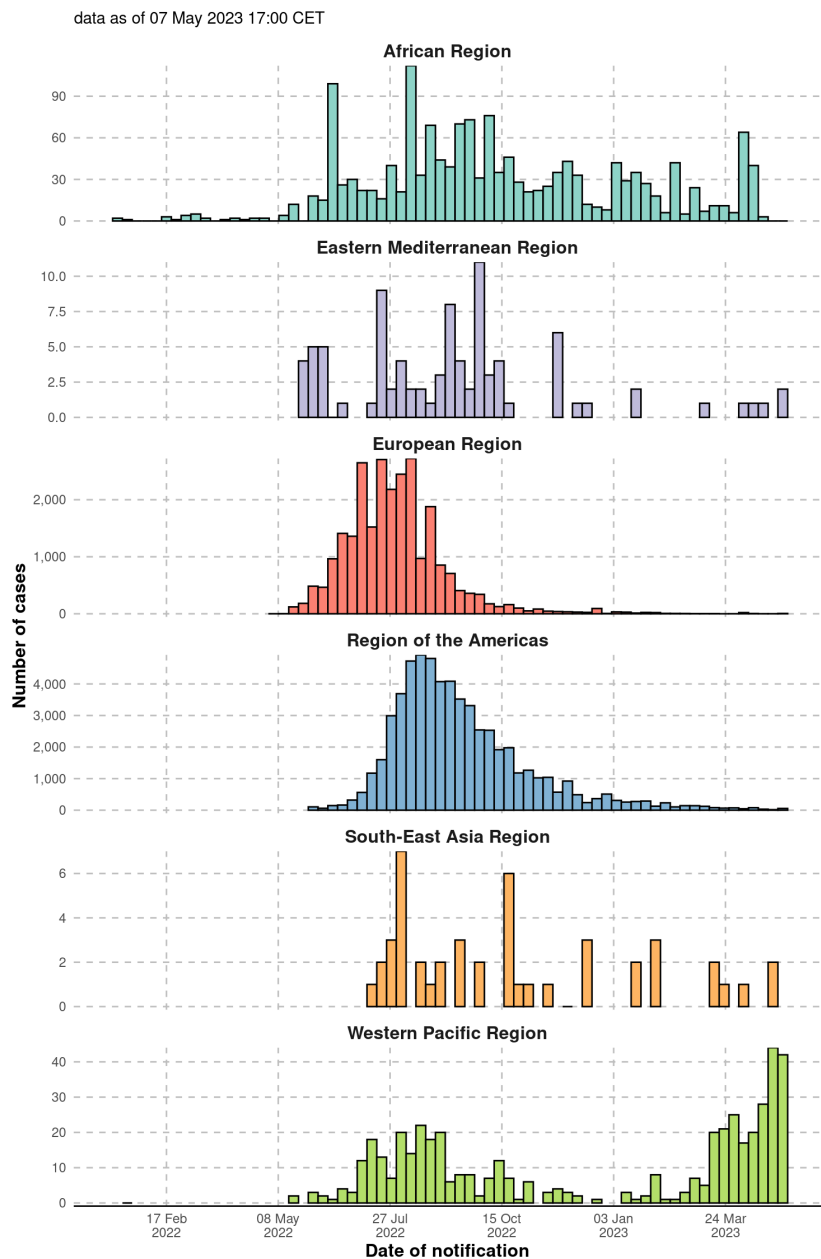 data as of 07 May 2023 17:00 CET
African Region
90
60
30
0
Eastern Mediterranean Region
10.0
7.5
5.0
2.5
0.0
European Region
2,000
1,000
0
Number of cases
Region of the Americas
4,000
3,000
2,000
1,000
0
South-East Asia Region
6
4
2
0
Western Pacific Region
40
30
20
10
0
17 Feb 08 May 27 Jul 15 Oct 03 Jan 24 Mar
2022 2022 2022 2022 2023 2023
Date of notification